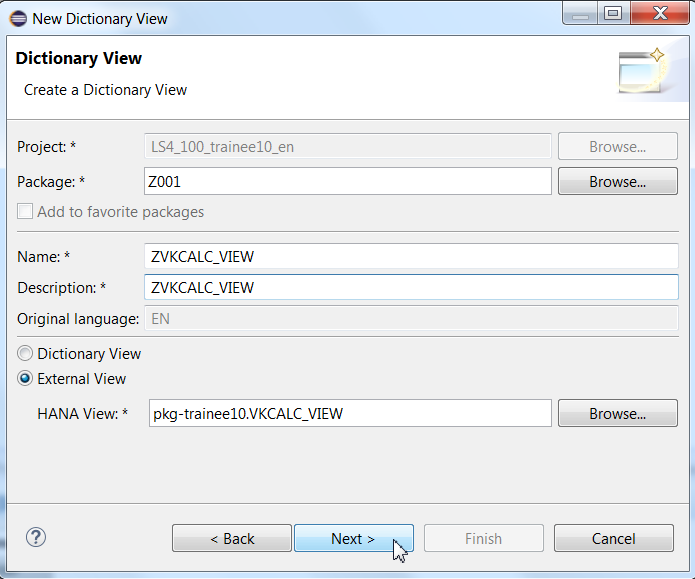 New Dictionary View
Dictionary View
Create a Dictionary View
Project: * LS4_100_trainee10_en Browse...
Package: * Z001 Browse...
Add to favorite packages
Name: * ZVKCALC_VIEW
Description: * ZVKCALC_VIEW
Original language: EN
Dictionary View
External View
HANA View: * pkg-trainee10.VKCALC_VIEW Browse...
? < Back Next > Finish Cancel